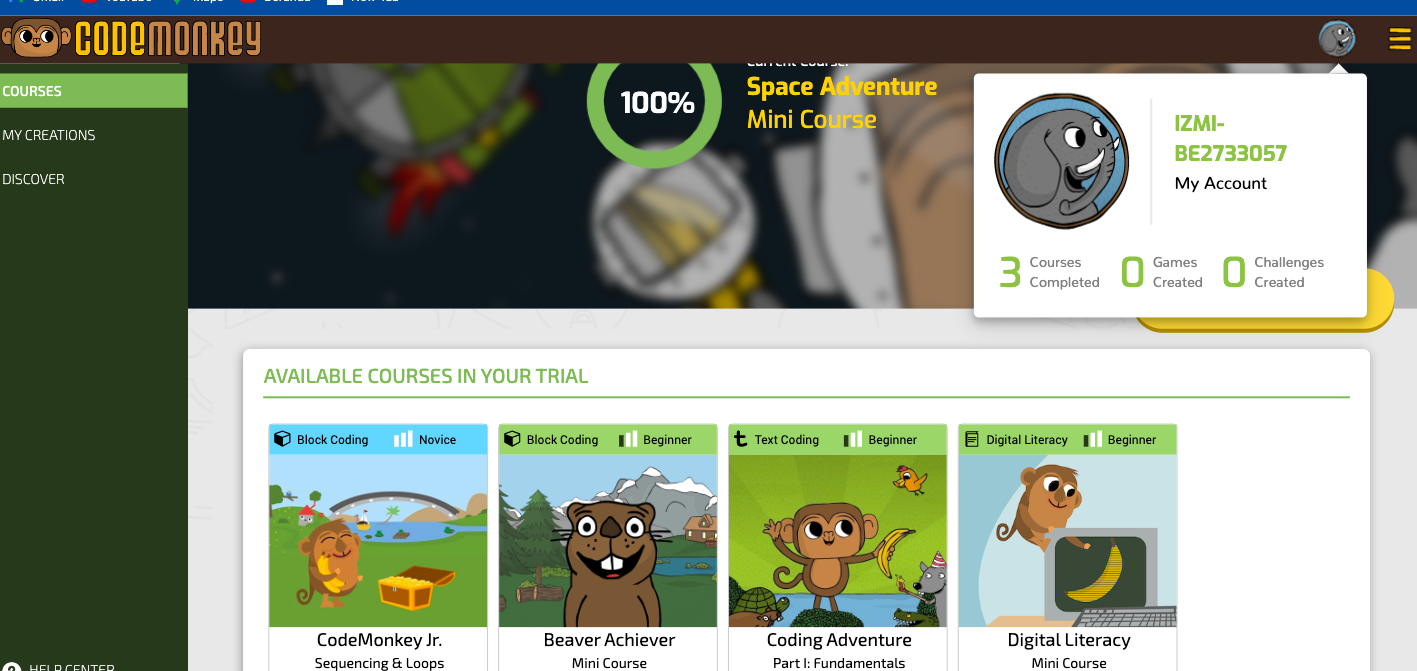 CODEMONKEY
COURSES
MY CREATIONS
DISCOVER
HELP CENTER
100%
Current Course:
Space Adventure
Mini Course
IZMI-
BE2733057
My Account
3 Courses Completed
0 Games Created
0 Challenges Created
AVAILABLE COURSES IN YOUR TRIAL
Block Coding Novice
CodeMonkey Jr.
Sequencing & Loops
Block Coding Beginner
Beaver Achiever
Mini Course
Text Coding Beginner
Coding Adventure
Part I: Fundamentals
Digital Literacy Beginner
Digital Literacy
Mini Course